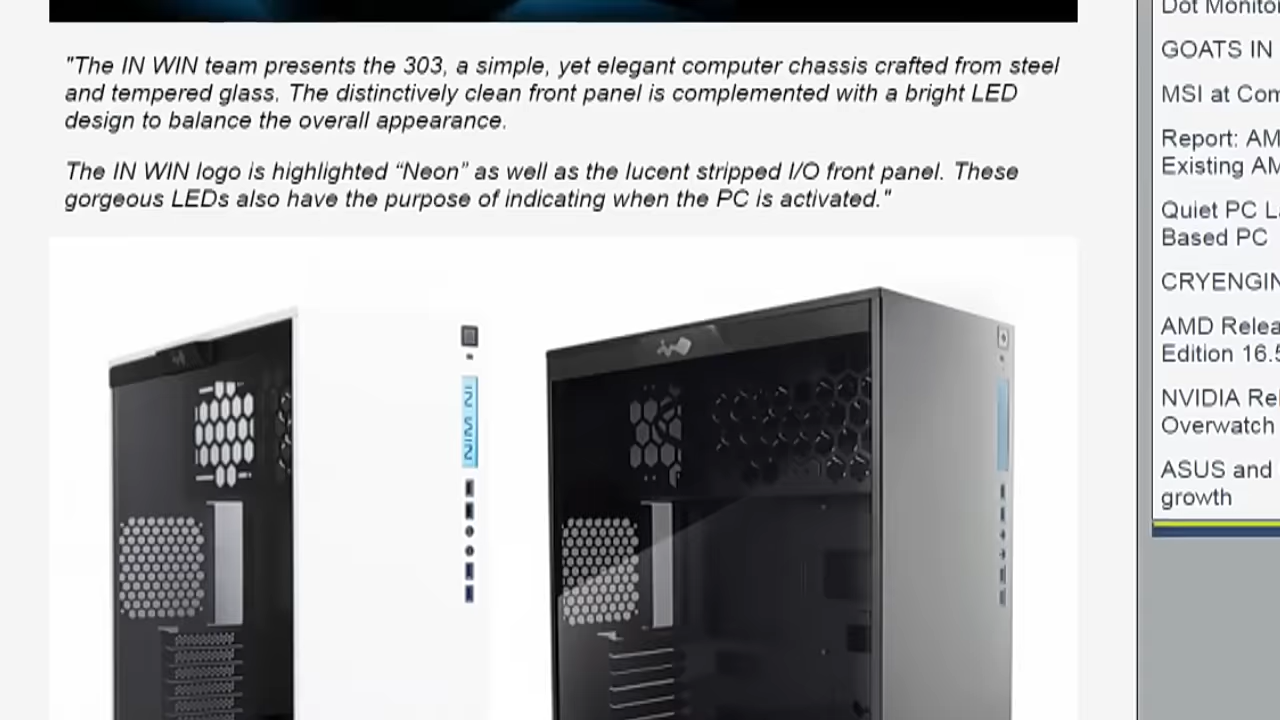 "The IN WIN team presents the 303, a simple, yet elegant computer chassis crafted from steel
and tempered glass. The distinctively clean front panel is complemented with a bright LED
design to balance the overall appearance.
The IN WIN logo is highlighted “Neon” as well as the lucent stripped I/O front panel. These
gorgeous LEDs also have the purpose of indicating when the PC is activated."
Dot Monitor
GOATS IN
MSI at Com
Report: AM
Existing AM
Quiet PC La
Based PC
CRYENGIN
AMD Relea
Edition 16.5
NVIDIA Rel
Overwatch
ASUS and
growth